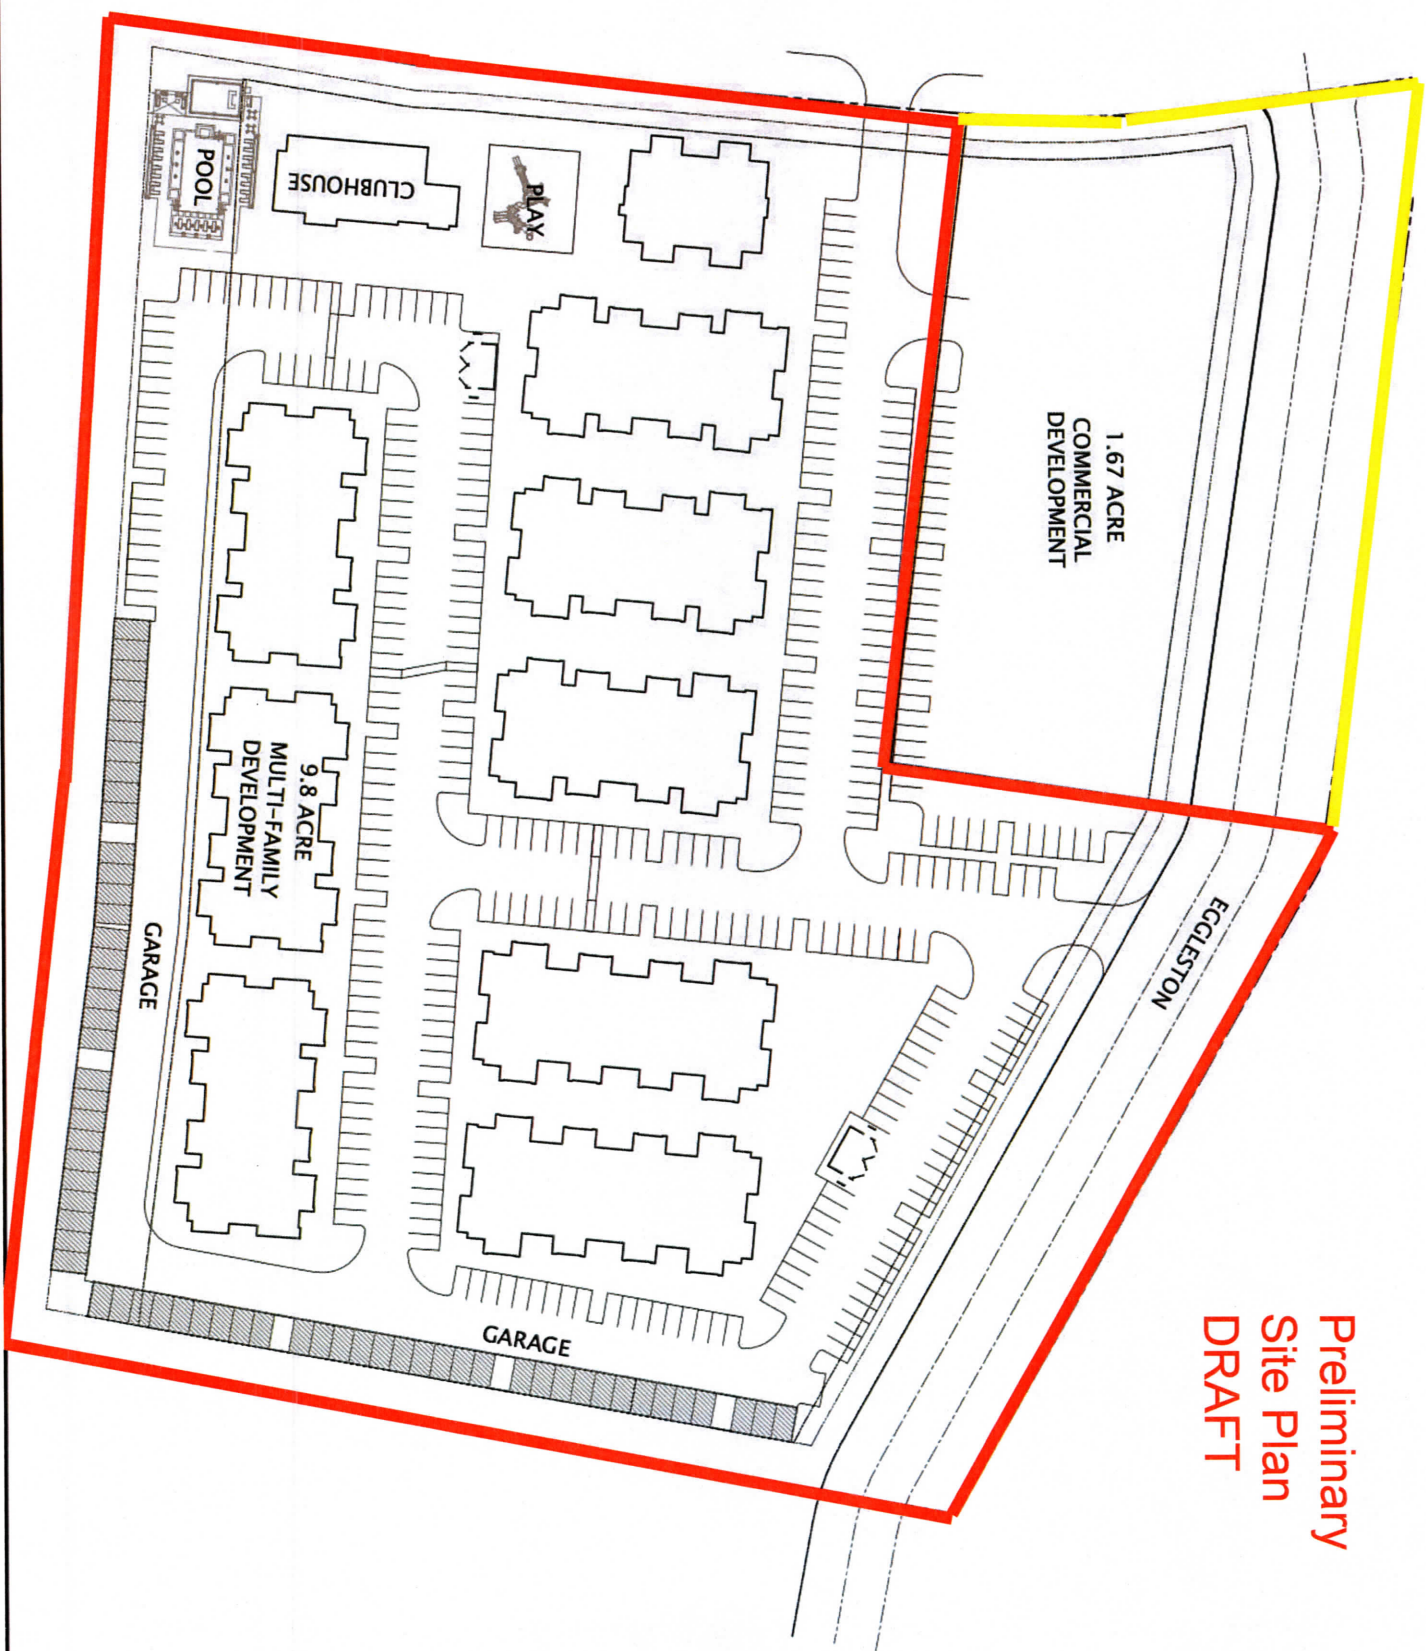 Preliminary
Site Plan
DRAFT
EGGLESTON
1.67 ACRE
COMMERCIAL
DEVELOPMENT
PLAY
CLUBHOUSE
POOL
9.8 ACRE
MULTI-FAMILY
DEVELOPMENT
GARAGE
GARAGE